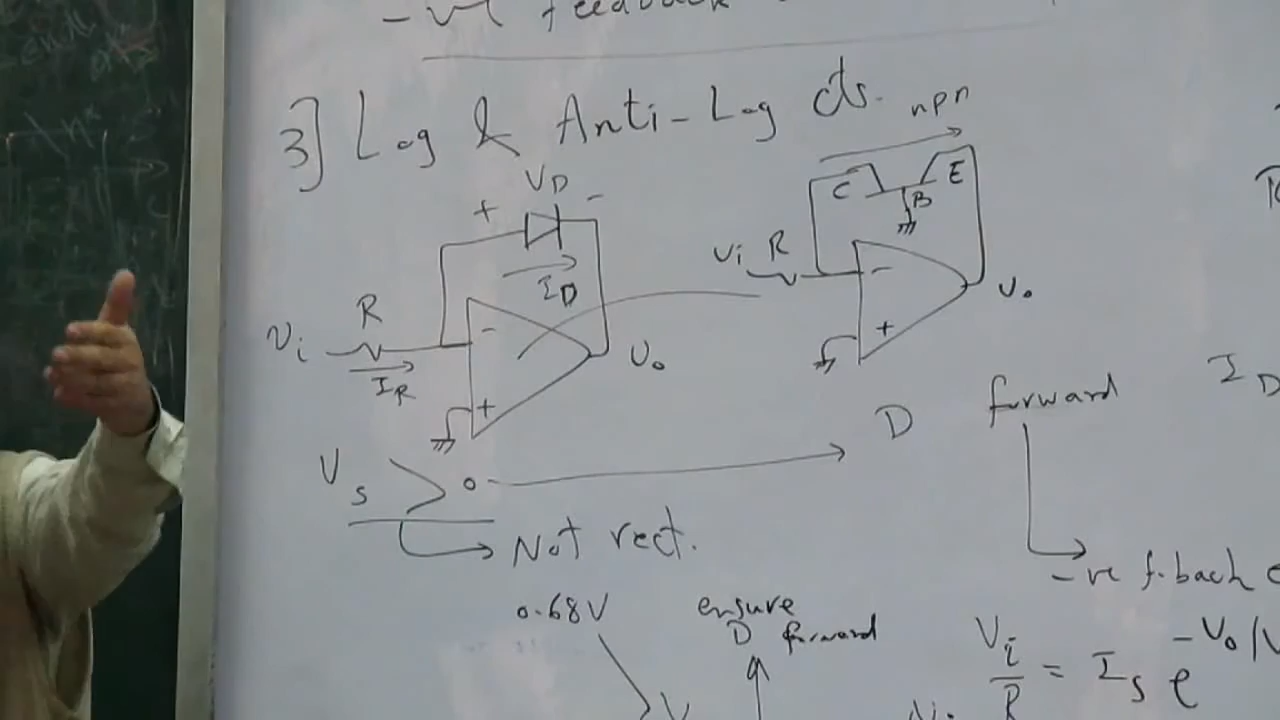 -ve feedback
3] Log & Anti-Log cts.
npn
VD
+ -
C E
B
ID
Vi R
Vi R
IR
-
+
Vo
-
+
Vo
Vs > 0 → D forward
ID
Not rect.
-ve f.back
0.68V
ensure
D forward
Vi/R = Is e^-Vo/V